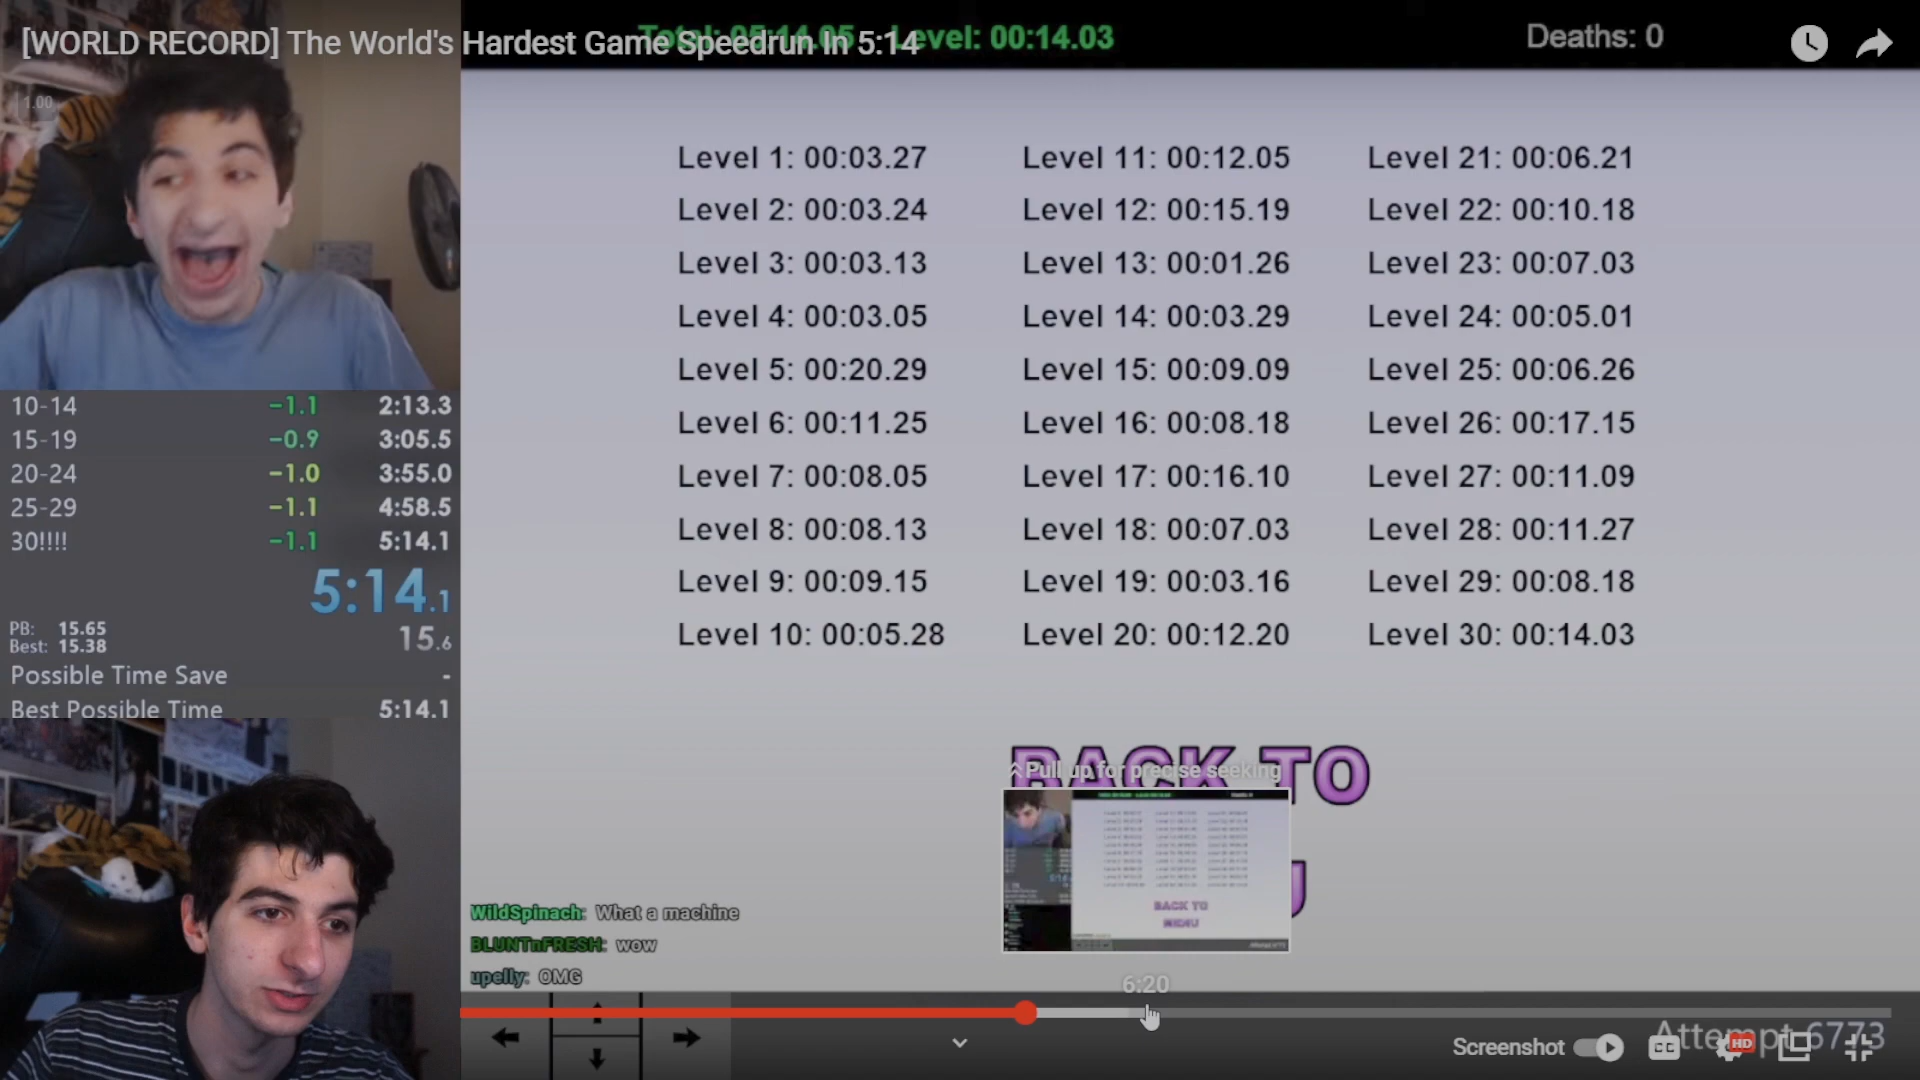 [WORLD RECORD] The World's Hardest Game Speedrun In 5:14
Total: 05:14.05 Level: 00:14.03
Deaths: 0
1.00
Level 1: 00:03.27
Level 2: 00:03.24
Level 3: 00:03.13
Level 4: 00:03.05
Level 5: 00:20.29
Level 6: 00:11.25
Level 7: 00:08.05
Level 8: 00:08.13
Level 9: 00:09.15
Level 10: 00:05.28
Level 11: 00:12.05
Level 12: 00:15.19
Level 13: 00:01.26
Level 14: 00:03.29
Level 15: 00:09.09
Level 16: 00:08.18
Level 17: 00:16.10
Level 18: 00:07.03
Level 19: 00:03.16
Level 20: 00:12.20
Level 21: 00:06.21
Level 22: 00:10.18
Level 23: 00:07.03
Level 24: 00:05.01
Level 25: 00:06.26
Level 26: 00:17.15
Level 27: 00:11.09
Level 28: 00:11.27
Level 29: 00:08.18
Level 30: 00:14.03
10-14 -1.1 2:13.3
15-19 -0.9 3:05.5
20-24 -1.0 3:55.0
25-29 -1.1 4:58.5
30!!!! -1.1 5:14.1
5:14.1
PB: 15.65
Best: 15.38
15.6
Possible Time Save -
Best Possible Time 5:14.1
BACK TO
Pull up for precise seeking
BACK TO
MENU
WildSpinach: What a machine
BLUNTnFRESH: wow
upelly: OMG
6:20
Screenshot
CC
HD
Attempt 6773